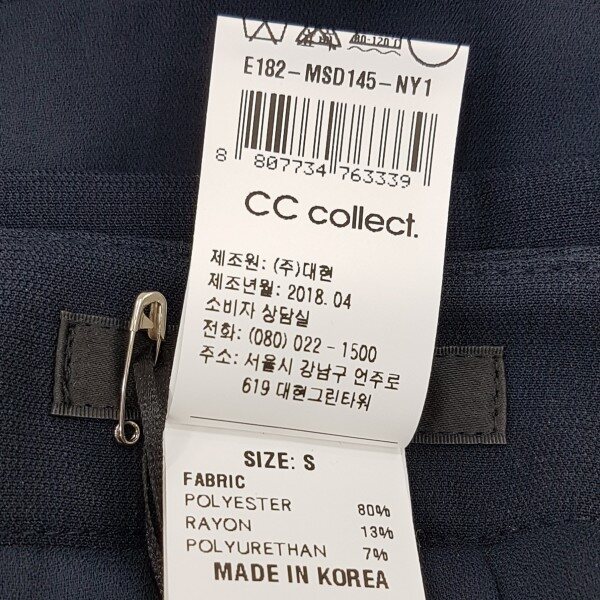 80-120℃
E182-MSD145-NY1
8 807734 763339
CC collect.
제조원: (주)대현
제조년월: 2018. 04
소비자 상담실
전화: (080) 022-1500
주소: 서울시 강남구 언주로
619 대현그린타워
SIZE: S
FABRIC
POLYESTER 80%
RAYON 13%
POLYURETHAN 7%
MADE IN KOREA